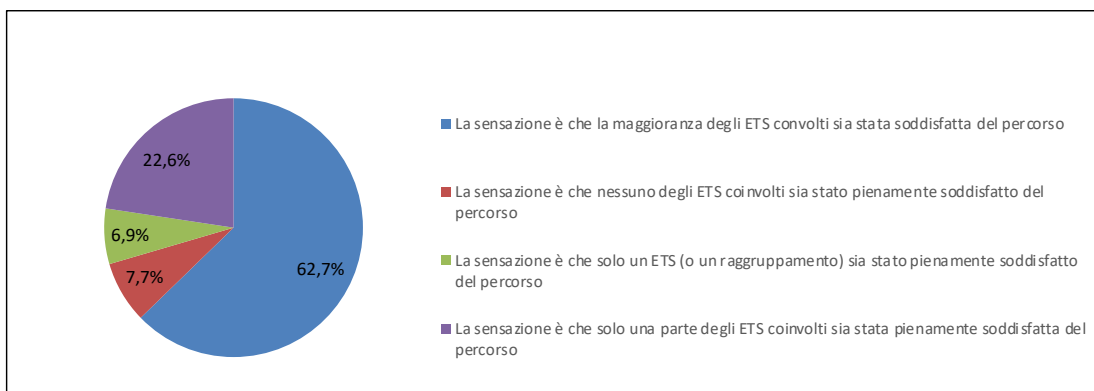 La sensazione è che la maggioranza degli ETS convolti sia stata soddisfatta del percorso
22,6%
La sensazione è che nessuno degli ETS coinvolti sia stato pienamente soddisfatto del
percorso
6,9%
62,7%
7,7%
La sensazione è che solo un ETS (o un raggruppamento) sia stato pienamente soddisfatto
del percorso
La sensazione è che solo una parte degli ETS coinvolti sia stata pienamente soddisfatta del
percorso